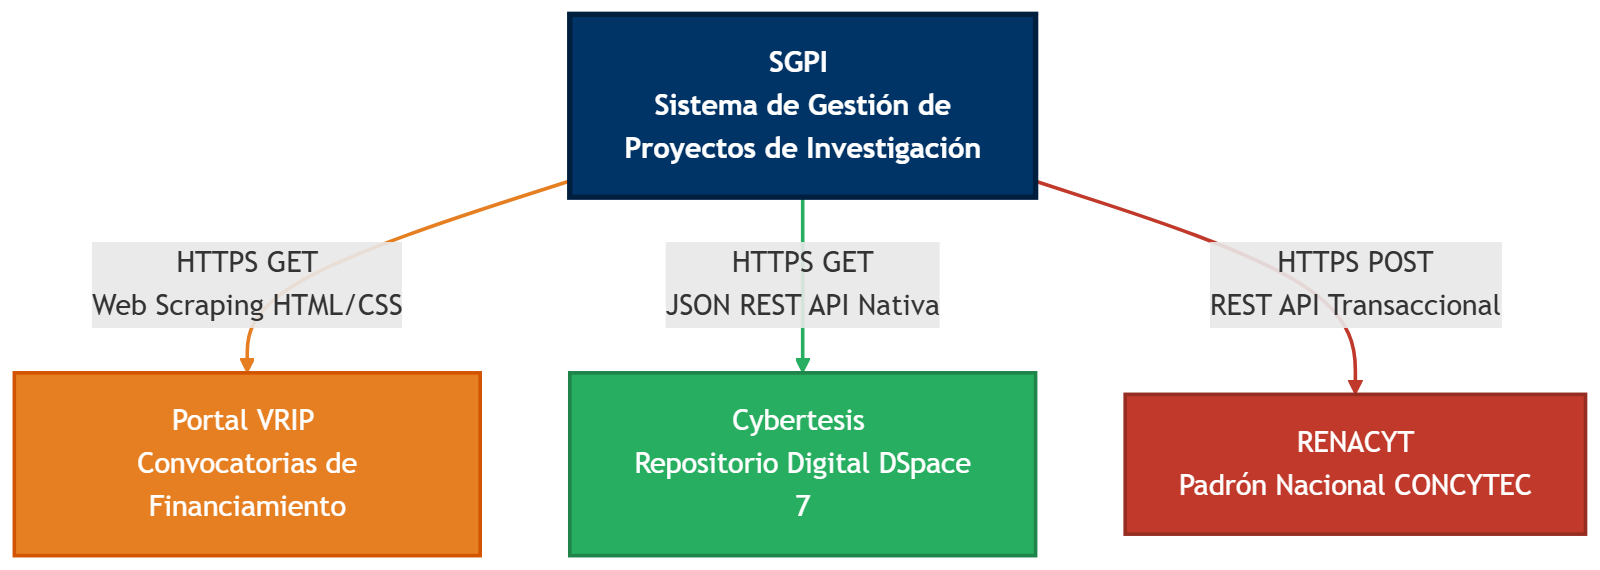 SGPI
Sistema de Gestión de
Proyectos de Investigación
HTTPS GET
Web Scraping HTML/CSS
HTTPS GET
JSON REST API Nativa
HTTPS POST
REST API Transaccional
Portal VRIP
Convocatorias de
Financiamiento
Cybertesis
Repositorio Digital DSpace
7
RENACYT
Padrón Nacional CONCYTEC